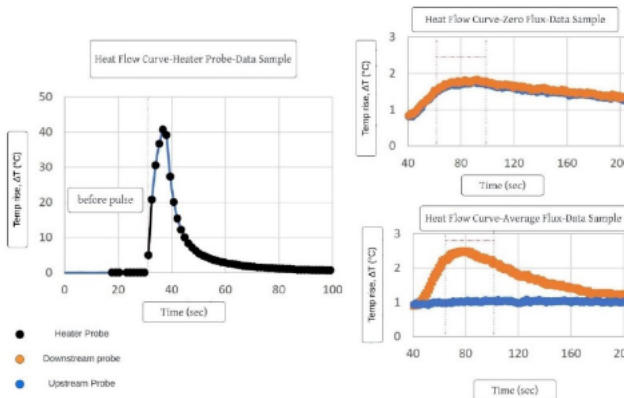 Heat Flow Curve-Heater Probe-Data Sample
Temp rise, ΔT (°C)
50
40
30
20
10
0
before pulse
0 20 40 60 80 100
Time (sec)
Heater Probe
Downstream probe
Upstream Probe
Heat Flow Curve-Zero Flux-Data Sample
Temp rise, ΔT (°C)
3
2
1
0
40 80 120 160 200
Time (sec)
Heat Flow Curve-Average Flux-Data Sample
Temp rise, ΔT (°C)
3
2
1
0
40 80 120 160 200
Time (sec)